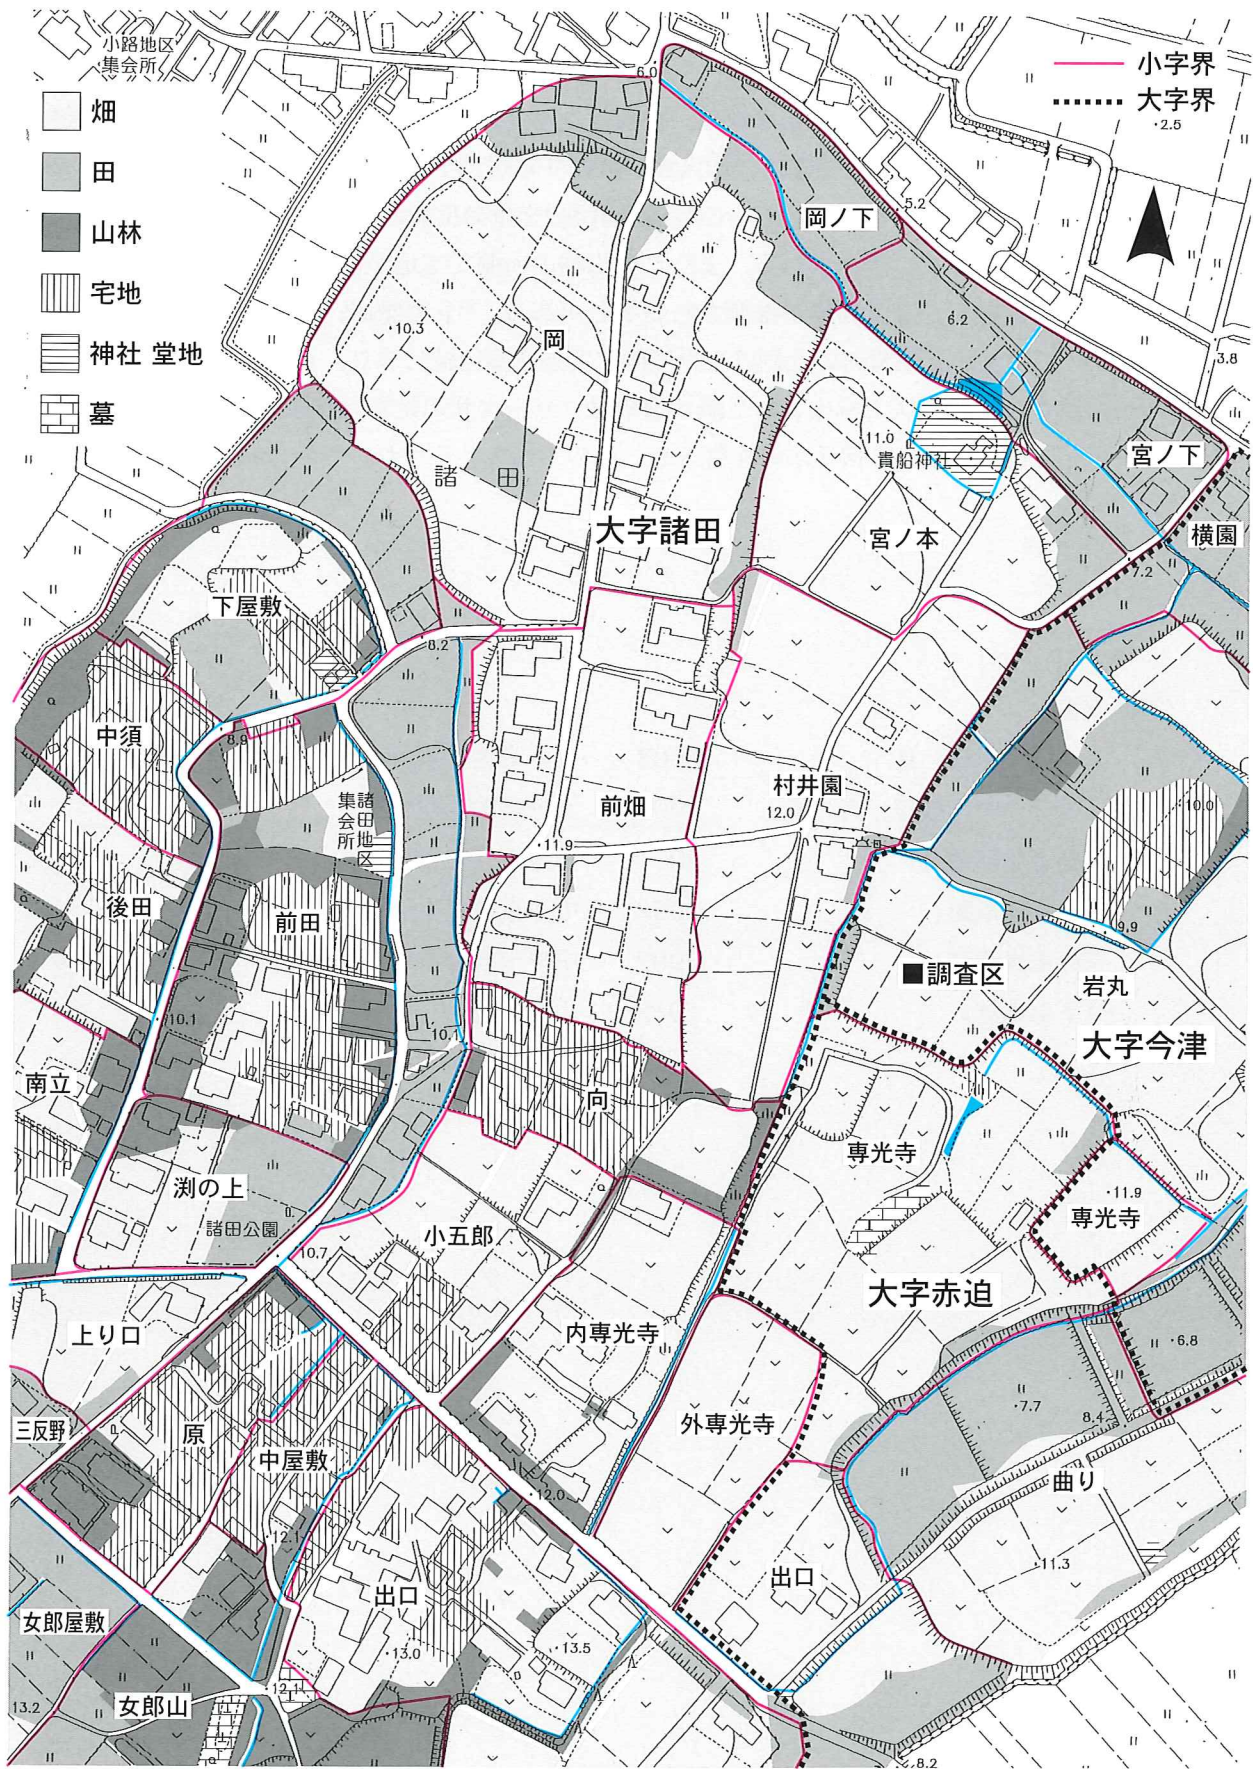 小路地区
集会所
6.0
小字界
大字界
・2.5
畑
田
山林
宅地
神社 堂地
墓
5.2
岡ノ下
6.2
・10.3
岡
3.8
・11.0
貴船神社
宮ノ下
諸田
大字諸田
宮ノ本
横園
7.2
下屋敷
8.2
中須
8.9
諸田地区
集会所
前畑
村井園
12.0
・10.0
・11.9
後田
前田
9.9
■調査区
岩丸
10.1
大字今津
南立
向
専光寺
・11.9
専光寺
渕の上
諸田公園
小五郎
10.7
大字赤迫
上り口
内専光寺
・6.8
・7.7
8.4
三反野
原
外専光寺
中屋敷
曲り
・12.0
12.1
・11.3
出口
出口
女郎屋敷
・13.5
・13.0
12.1
13.2
女郎山
8.2